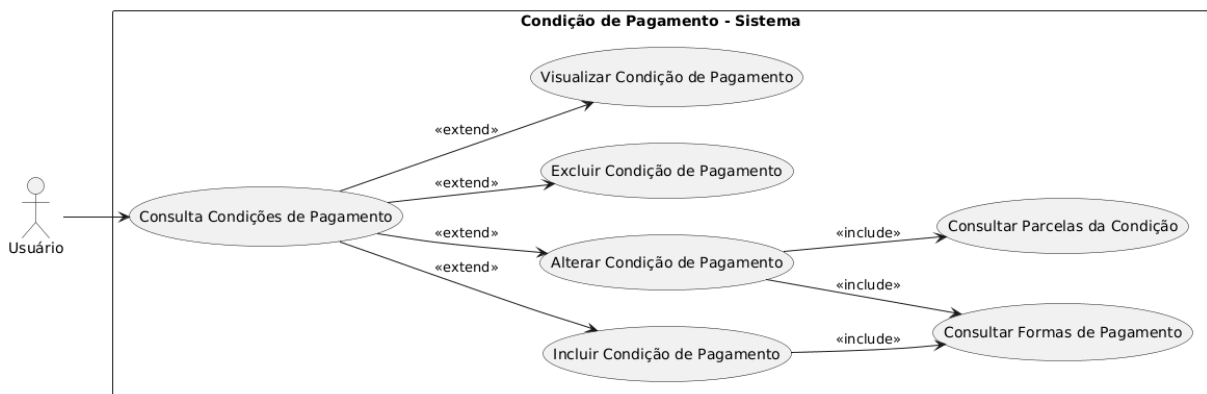 Condição de Pagamento - Sistema
Visualizar Condição de Pagamento
«extend»
Excluir Condição de Pagamento
«extend»
Consulta Condições de Pagamento
Usuário
«extend»
Alterar Condição de Pagamento
«include»
Consultar Parcelas da Condição
«extend»
«include»
Consultar Formas de Pagamento
Incluir Condição de Pagamento
«include»